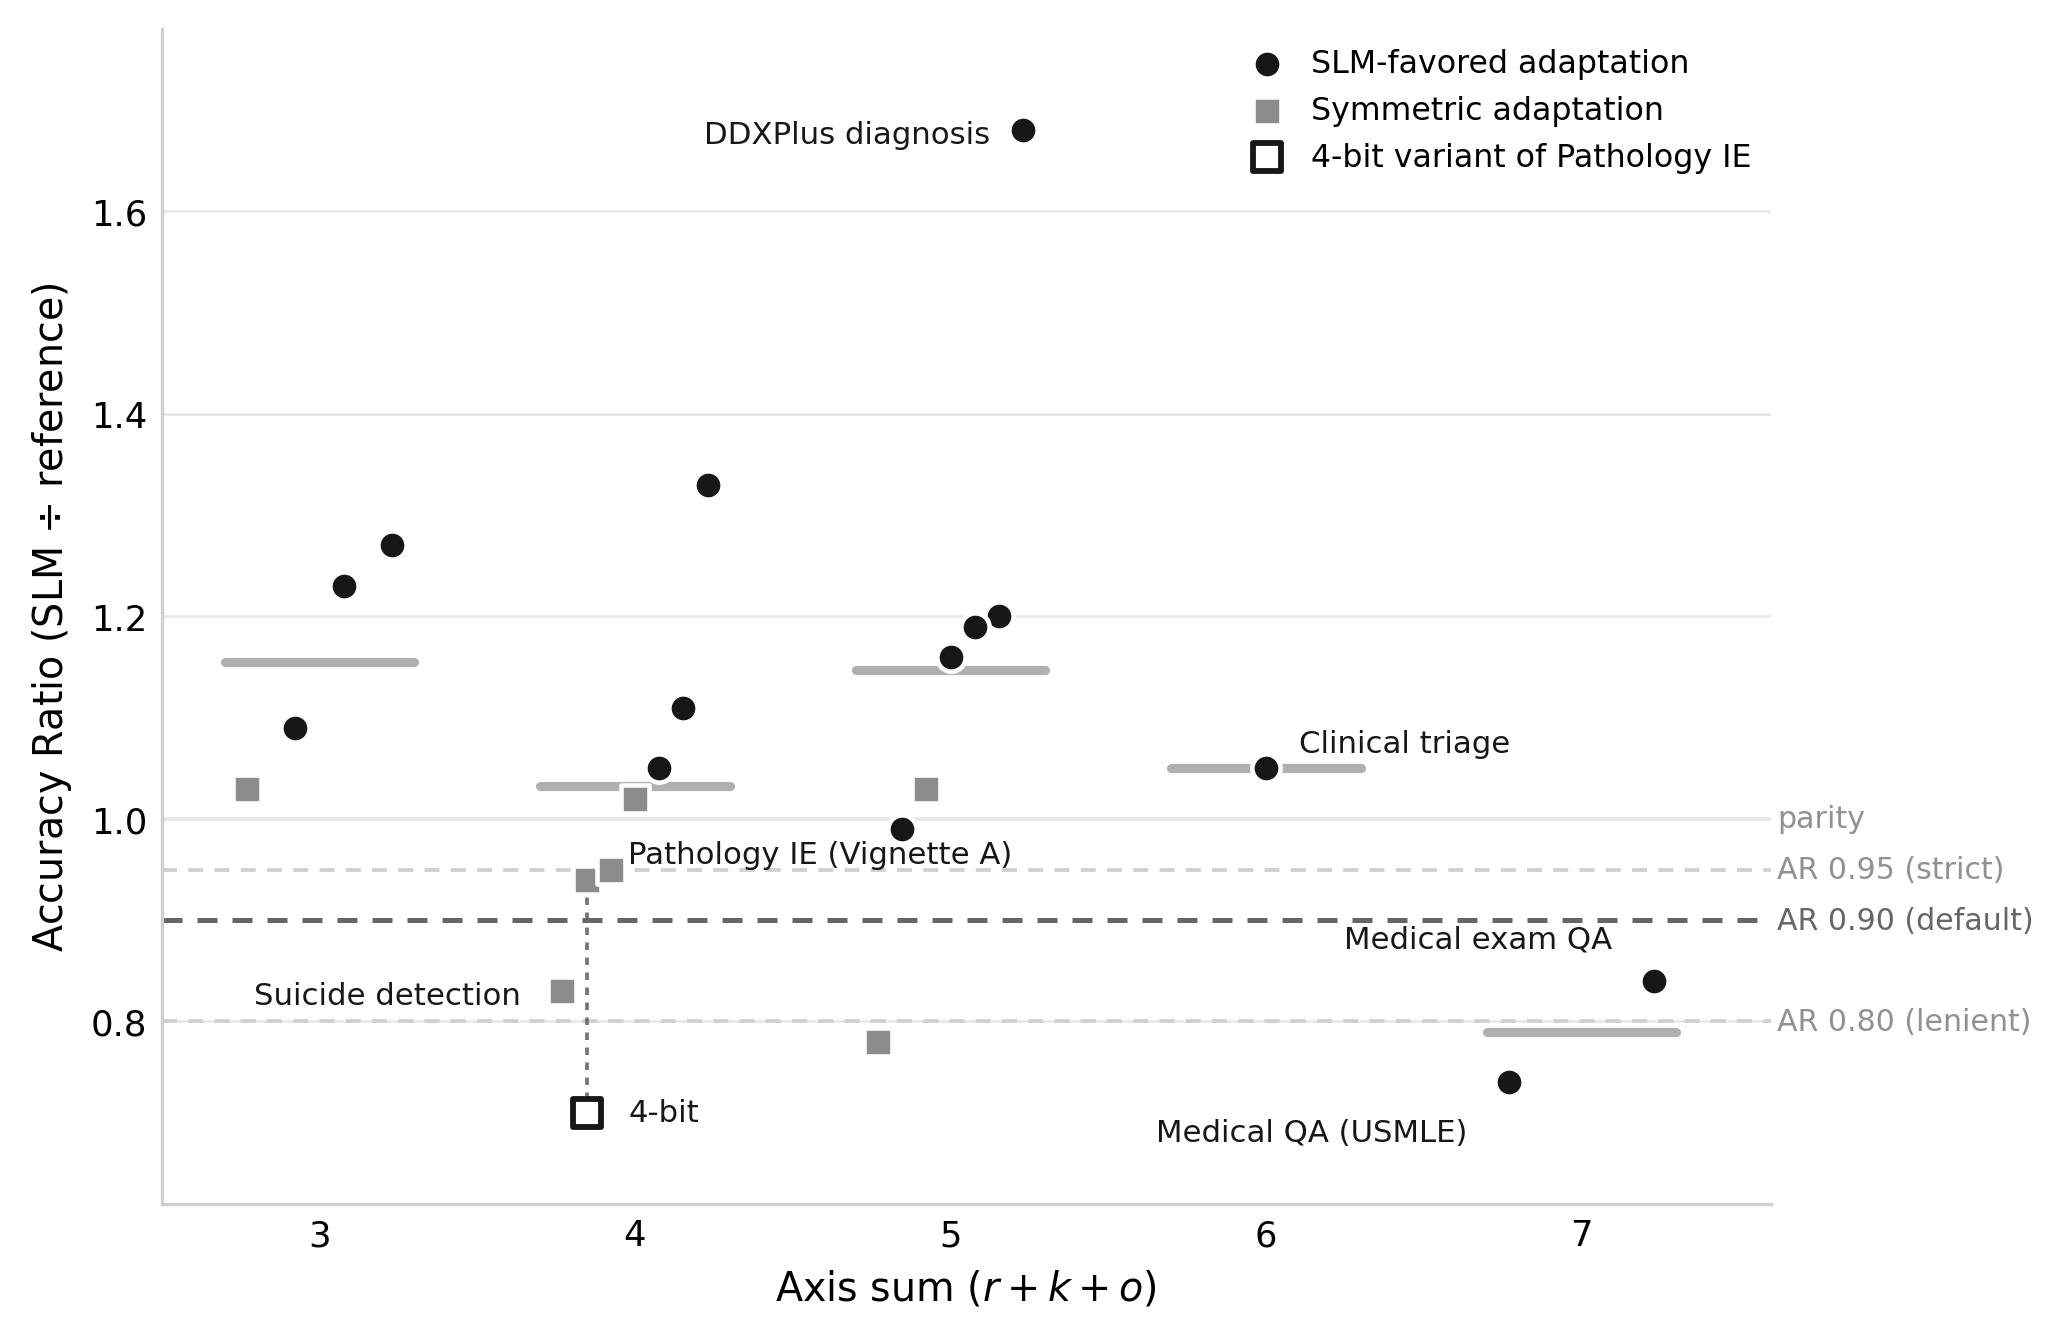 SLM-favored adaptation
DDXPlus diagnosis
Symmetric adaptation
4-bit variant of Pathology IE
1.6
1.4
1.2
1.0
0.8
Accuracy Ratio (SLM ÷ reference)
Clinical triage
parity
Pathology IE (Vignette A)
AR 0.95 (strict)
AR 0.90 (default)
Medical exam QA
Suicide detection
AR 0.80 (lenient)
4-bit
Medical QA (USMLE)
3 4 5 6 7
Axis sum (r + k + o)